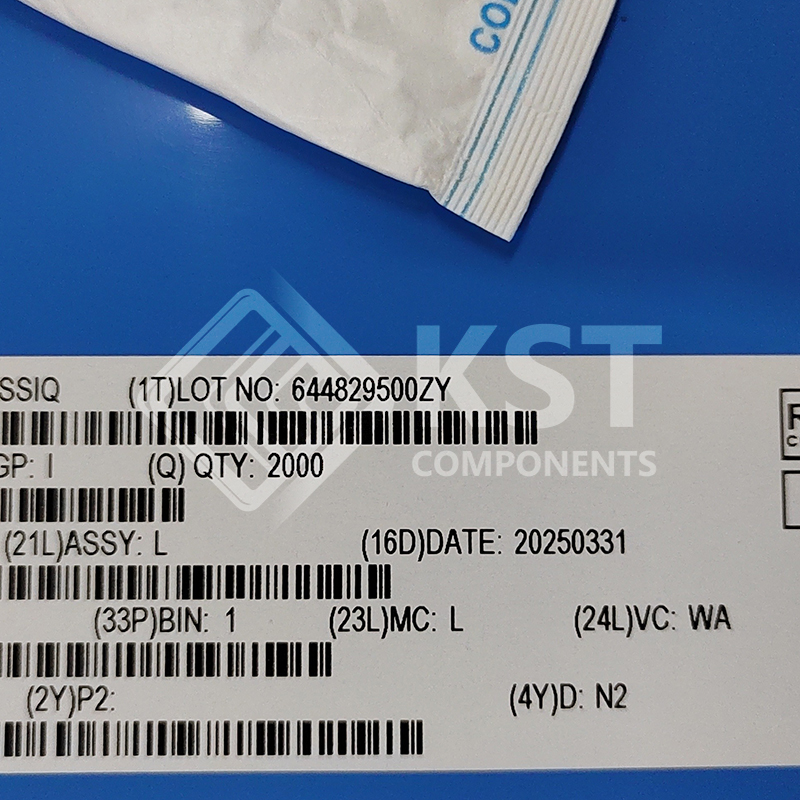 SSIQ (1T)LOT NO: 644829500ZY
GP: I (Q) QTY: 2000
(21L)ASSY: L (16D)DATE: 20250331
(33P)BIN: 1 (23L)MC: L (24L)VC: WA
(2Y)P2: (4Y)D: N2
KST
COMPONENTS